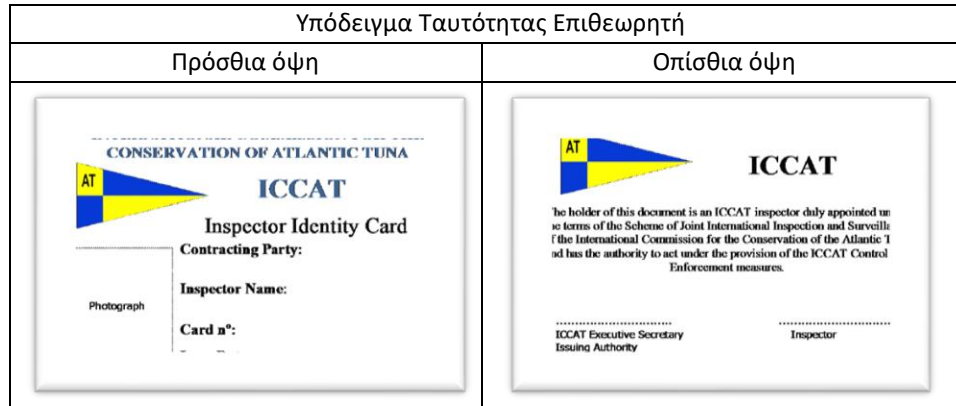 Υπόδειγμα Ταυτότητας Επιθεωρητή
Πρόσθια όψη
Οπίσθια όψη
CONSERVATION OF ATLANTIC TUNA
AT
ICCAT
Inspector Identity Card
Contracting Party:
Photograph
Inspector Name:
Card nº:
AT
ICCAT
he holder of this document is an ICCAT inspector duly appointed un
e terms of the Scheme of Joint International Inspection and Surveill
f the International Commission for the Conservation of the Atlantic T
nd has the authority to act under the provision of the ICCAT Control
Enforcement measures.
ICCAT Executive Secretary
Issuing Authority
Inspector